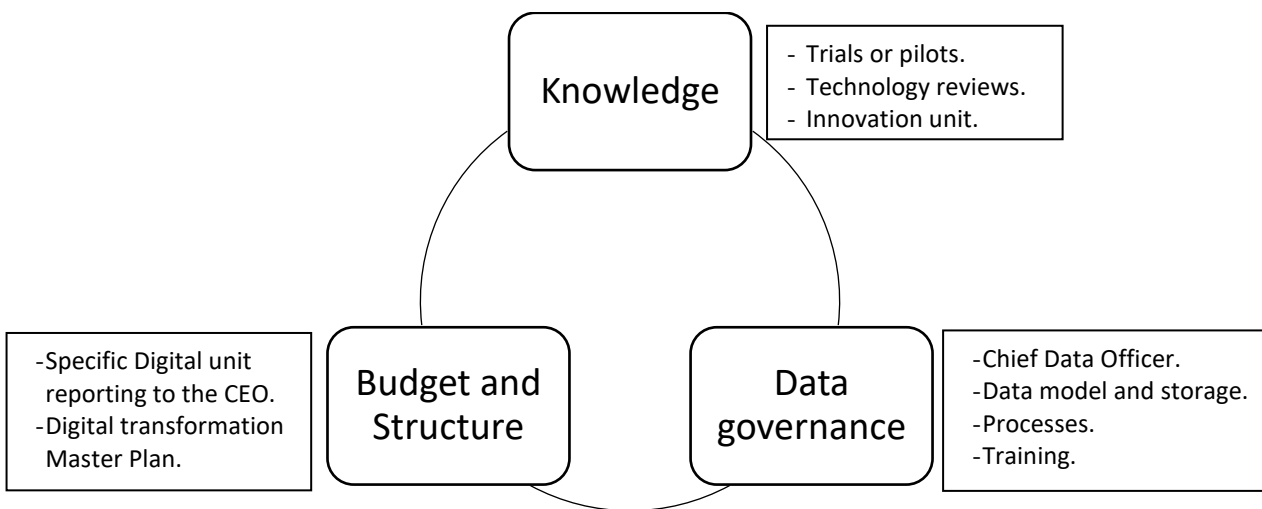 Knowledge
- Trials or pilots.
- Technology reviews.
- Innovation unit.
-Specific Digital unit
reporting to the CEO.
-Digital transformation
Master Plan.
Budget and
Structure
Data
governance
-Chief Data Officer.
-Data model and storage.
-Processes.
-Training.